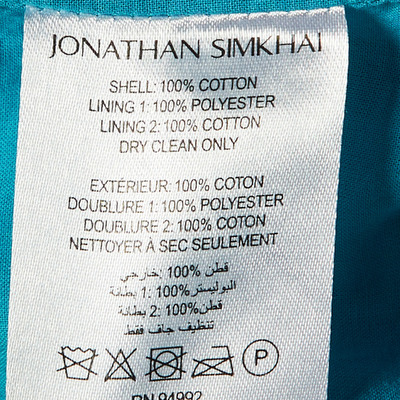 JONATHAN SIMKHAI
SHELL: 100% COTTON
LINING 1: 100% POLYESTER
LINING 2: 100% COTTON
DRY CLEAN ONLY
EXTÉRIEUR: 100% COTON
DOUBLURE 1: 100% POLYESTER
DOUBLURE 2: 100% COTON
NETTOYER À SEC SEULEMENT
قطن %100: خارجي
البوليستر%100: 1 بطانة
قطن%100: 2 بطانة
تنظيف جاف فقط
P
RN 94992